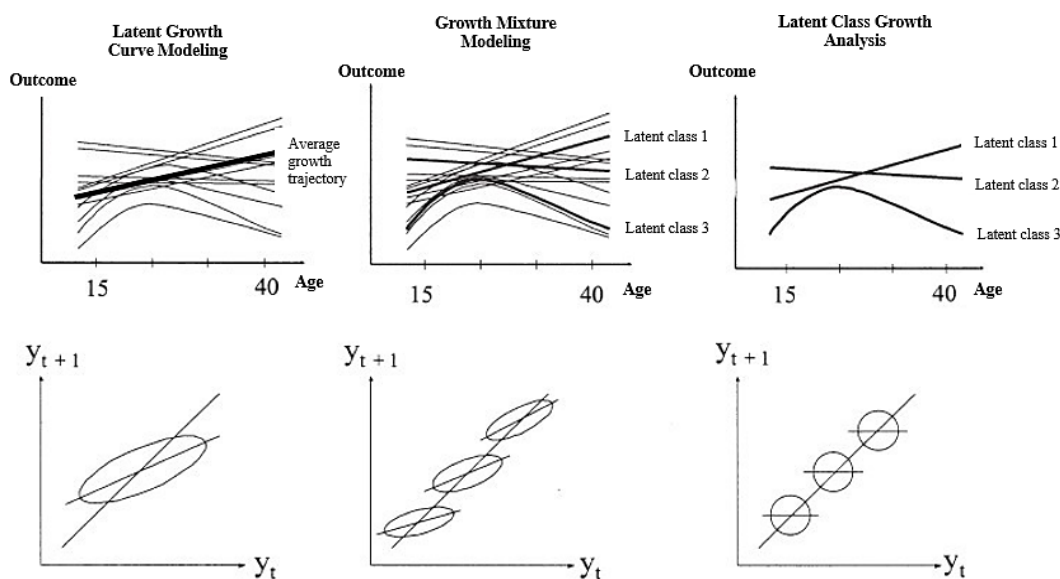 Latent Growth
Curve Modeling
Outcome
Average
growth
trajectory
15
40
Age
Growth Mixture
Modeling
Outcome
Latent class 1
Latent class 2
Latent class 3
15
40
Age
Latent Class Growth
Analysis
Outcome
Latent class 1
Latent class 2
Latent class 3
15
40
Age
y t + 1
y t
y t + 1
y t
y t + 1
y t